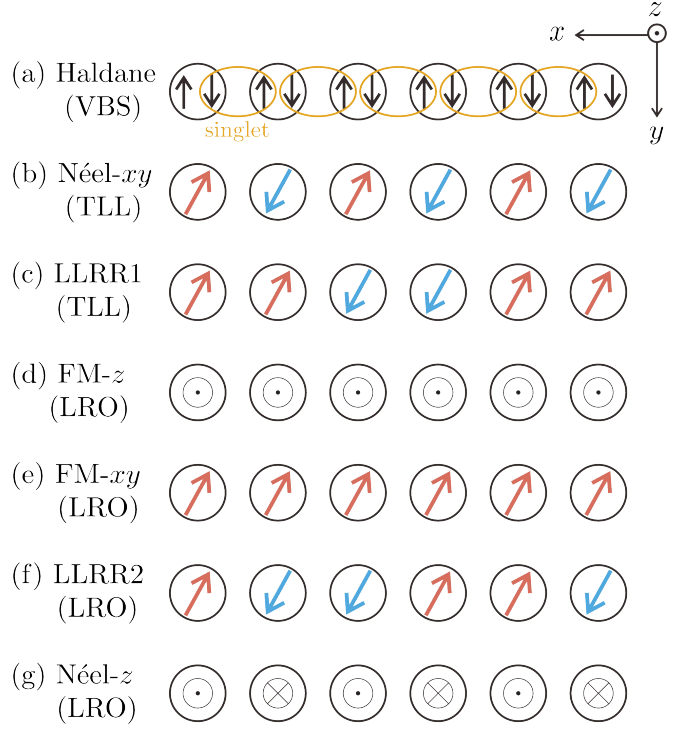 z
x
y
(a) Haldane
(VBS)
singlet
(b) Néel-xy
(TLL)
(c) LLRR1
(TLL)
(d) FM-z
(LRO)
(e) FM-xy
(LRO)
(f) LLRR2
(LRO)
(g) Néel-z
(LRO)